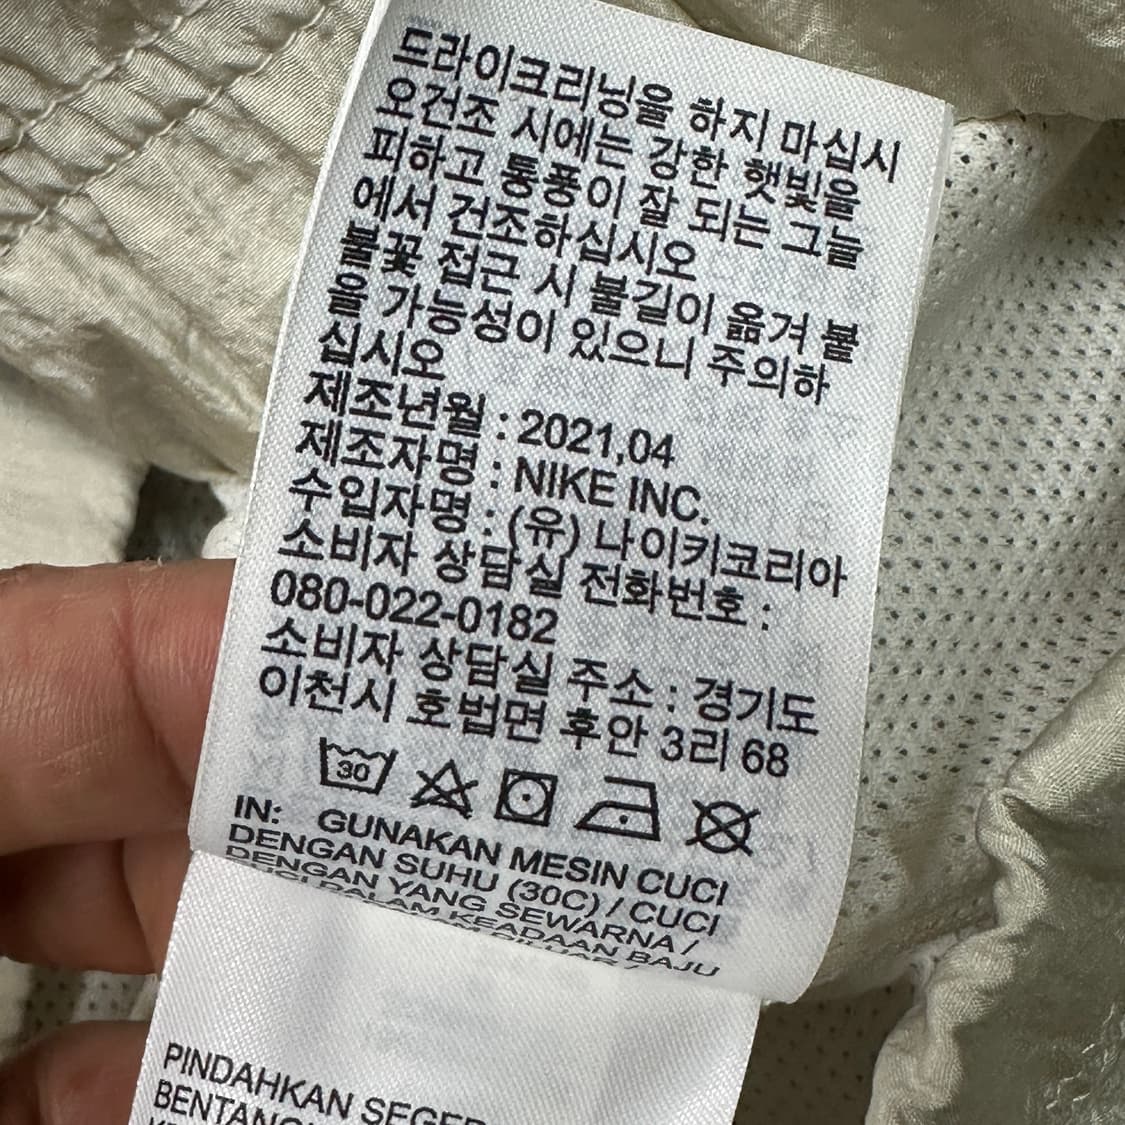 드라이크리닝을 하지 마십시
오건조 시에는 강한 햇빛을
피하고 통풍이 잘 되는 그늘
에서 건조하십시오
불꽃 접근 시 불길이 옮겨 붙
을 가능성이 있으니 주의하
십시오
제조년월 : 2021,04
제조자명 : NIKE INC.
수입자명 : (유) 나이키코리아
소비자 상담실 전화번호 :
080-022-0182
소비자 상담실 주소 : 경기도
이천시 호법면 후안 3리 68
30
IN: GUNAKAN MESIN CUCI
DENGAN SUHU (30C) / CUCI
DENGAN YANG SEWARNA /
CUCI DALAM KEADAAN BAJU
PINDAHKAN